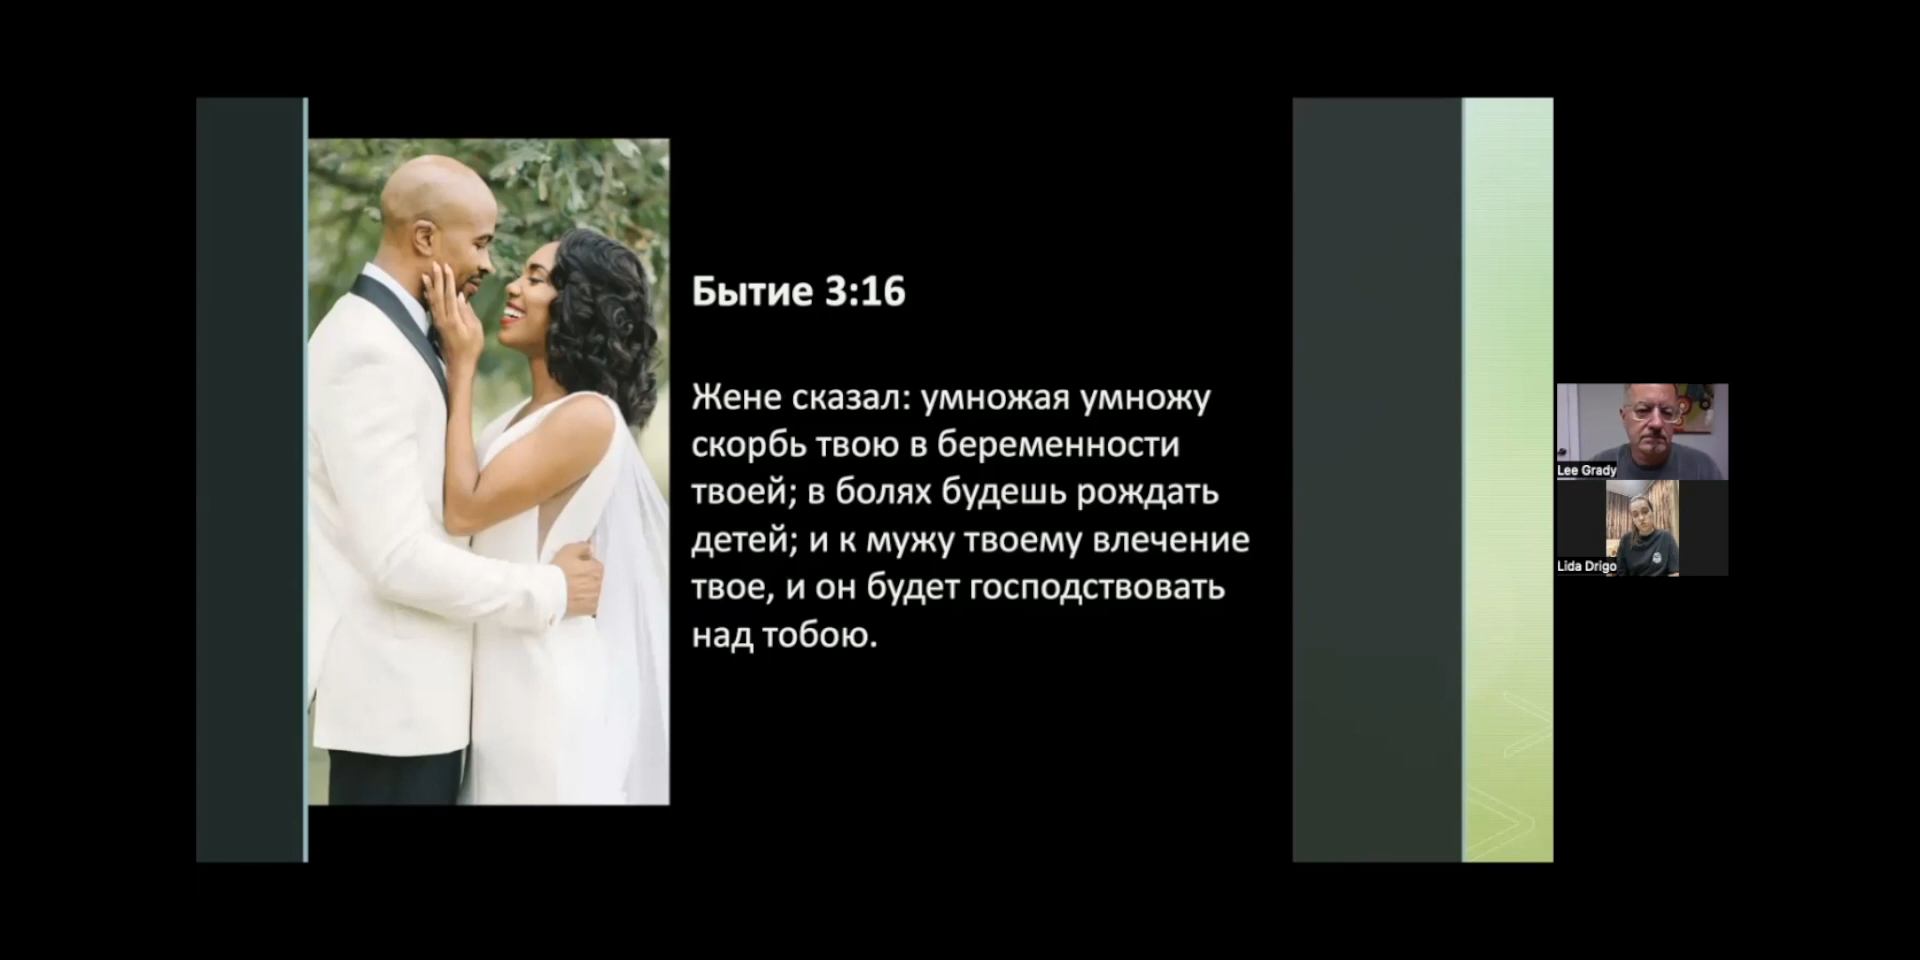 Бытие 3:16
Жене сказал: умножая умножу
скорбь твою в беременности
твоей; в болях будешь рождать
детей; и к мужу твоему влечение
твое, и он будет господствовать
над тобою.
Lee Grady
Lida Drigo